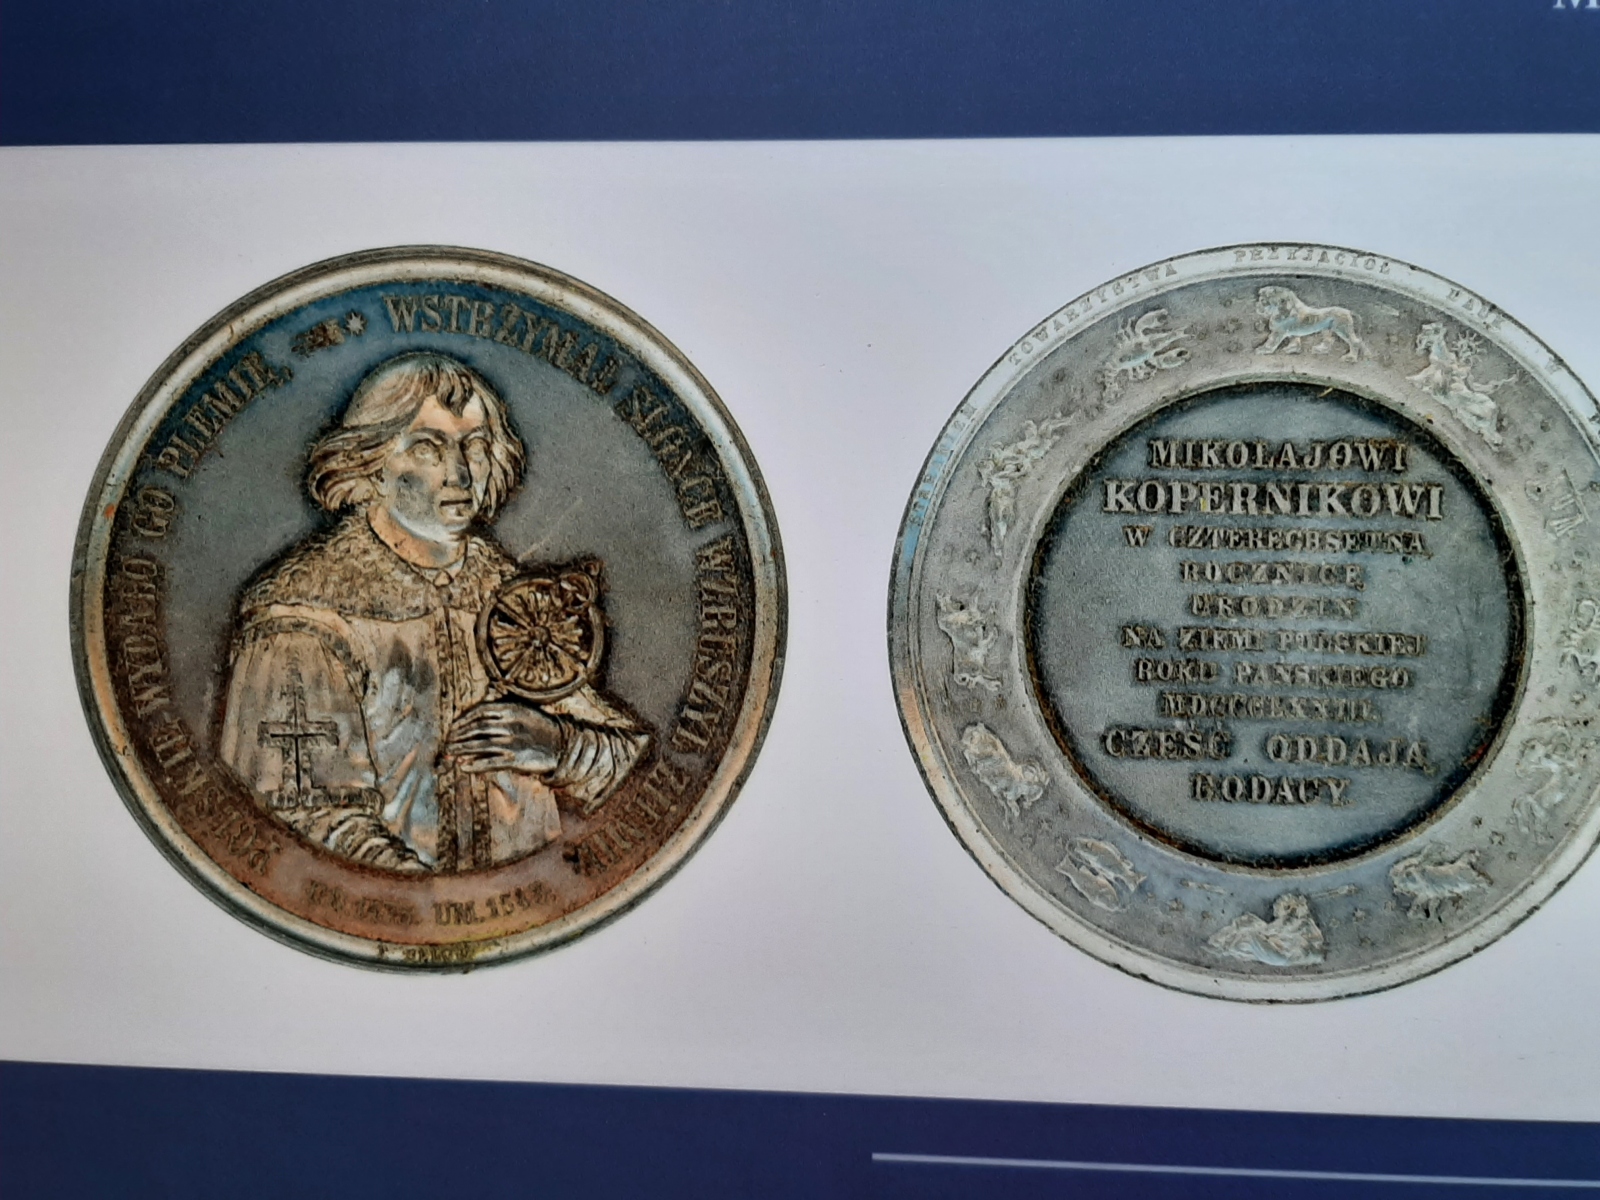 M
WSTRZYMAŁ SŁOŃCE WZRUSZYŁ ZIEMIĘ,
POLSKIE WYDAŁO GO PLEMIĘ,
UM. 1543.
TOWARZYSTWA PRZYJACIÓŁ NAUK W
MIKOŁAJOWI
KOPERNIKOWI
W CZTERECHSETNĄ
ROCZNICĘ
URODZIN
NA ZIEMI POLSKIEJ
ROKU PAŃSKIEGO
MDCCCLXXIII.
CZEŚĆ ODDAJĄ
RODACY